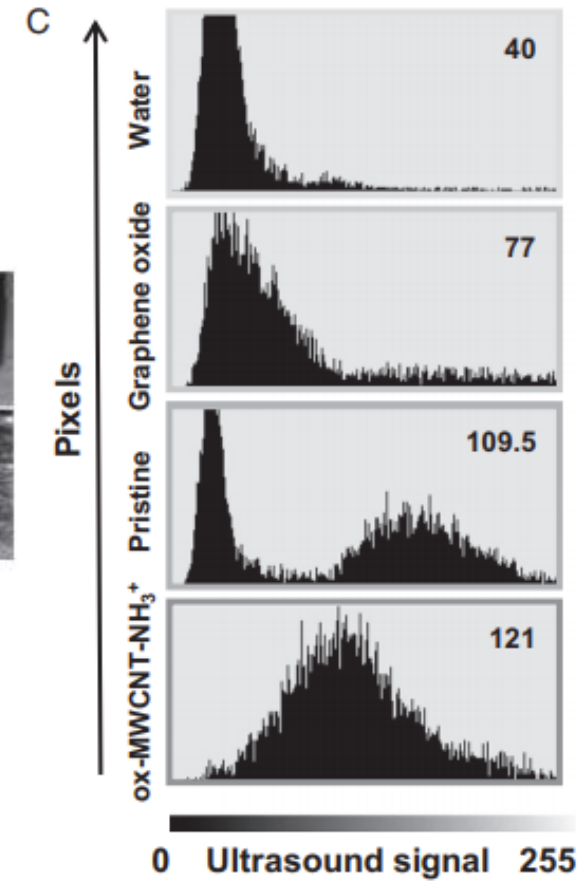 C
Pixels
Water
40
Graphene oxide
77
Pristine
109.5
ox-MWCNT-NH₃⁺
121
0 Ultrasound signal 255